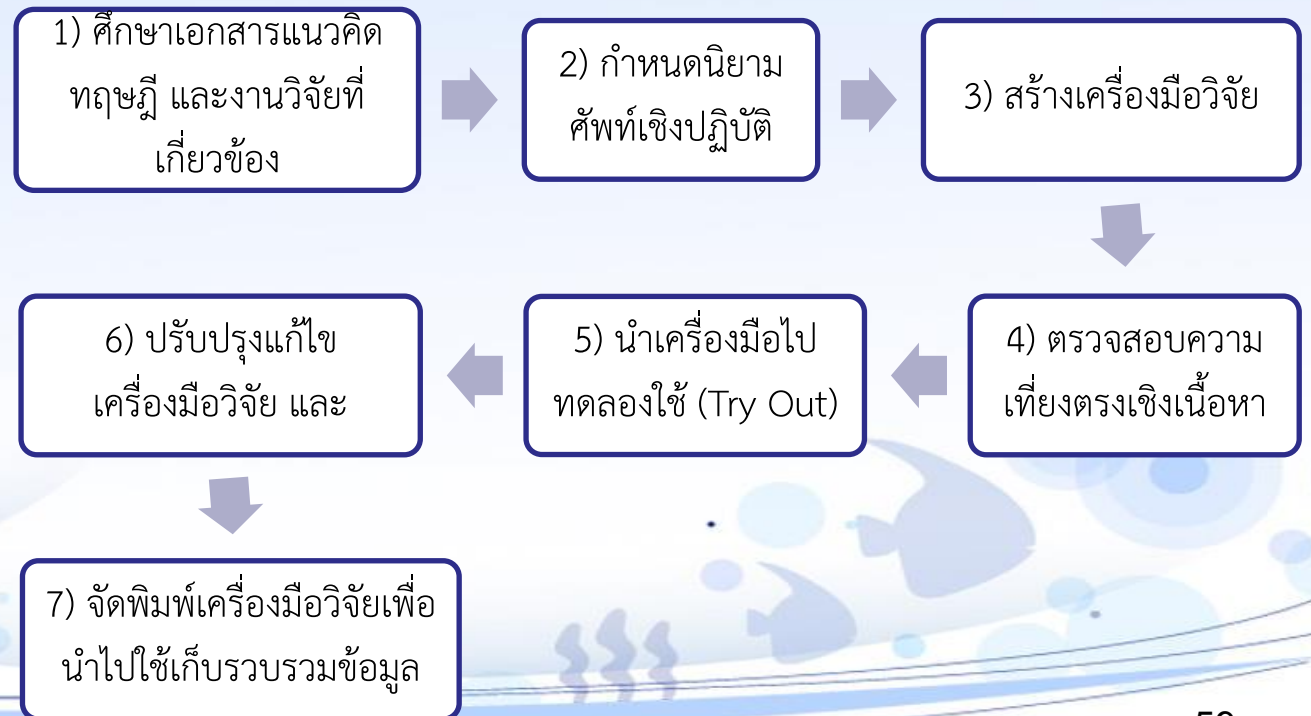 1) ศึกษาเอกสารแนวคิด
ทฤษฎี และงานวิจัยที่
เกี่ยวข้อง
2) กำหนดนิยาม
ศัพท์เชิงปฏิบัติ
3) สร้างเครื่องมือวิจัย
4) ตรวจสอบความ
เที่ยงตรงเชิงเนื้อหา
5) นำเครื่องมือไป
ทดลองใช้ (Try Out)
6) ปรับปรุงแก้ไข
เครื่องมือวิจัย และ
7) จัดพิมพ์เครื่องมือวิจัยเพื่อ
นำไปใช้เก็บรวบรวมข้อมูล